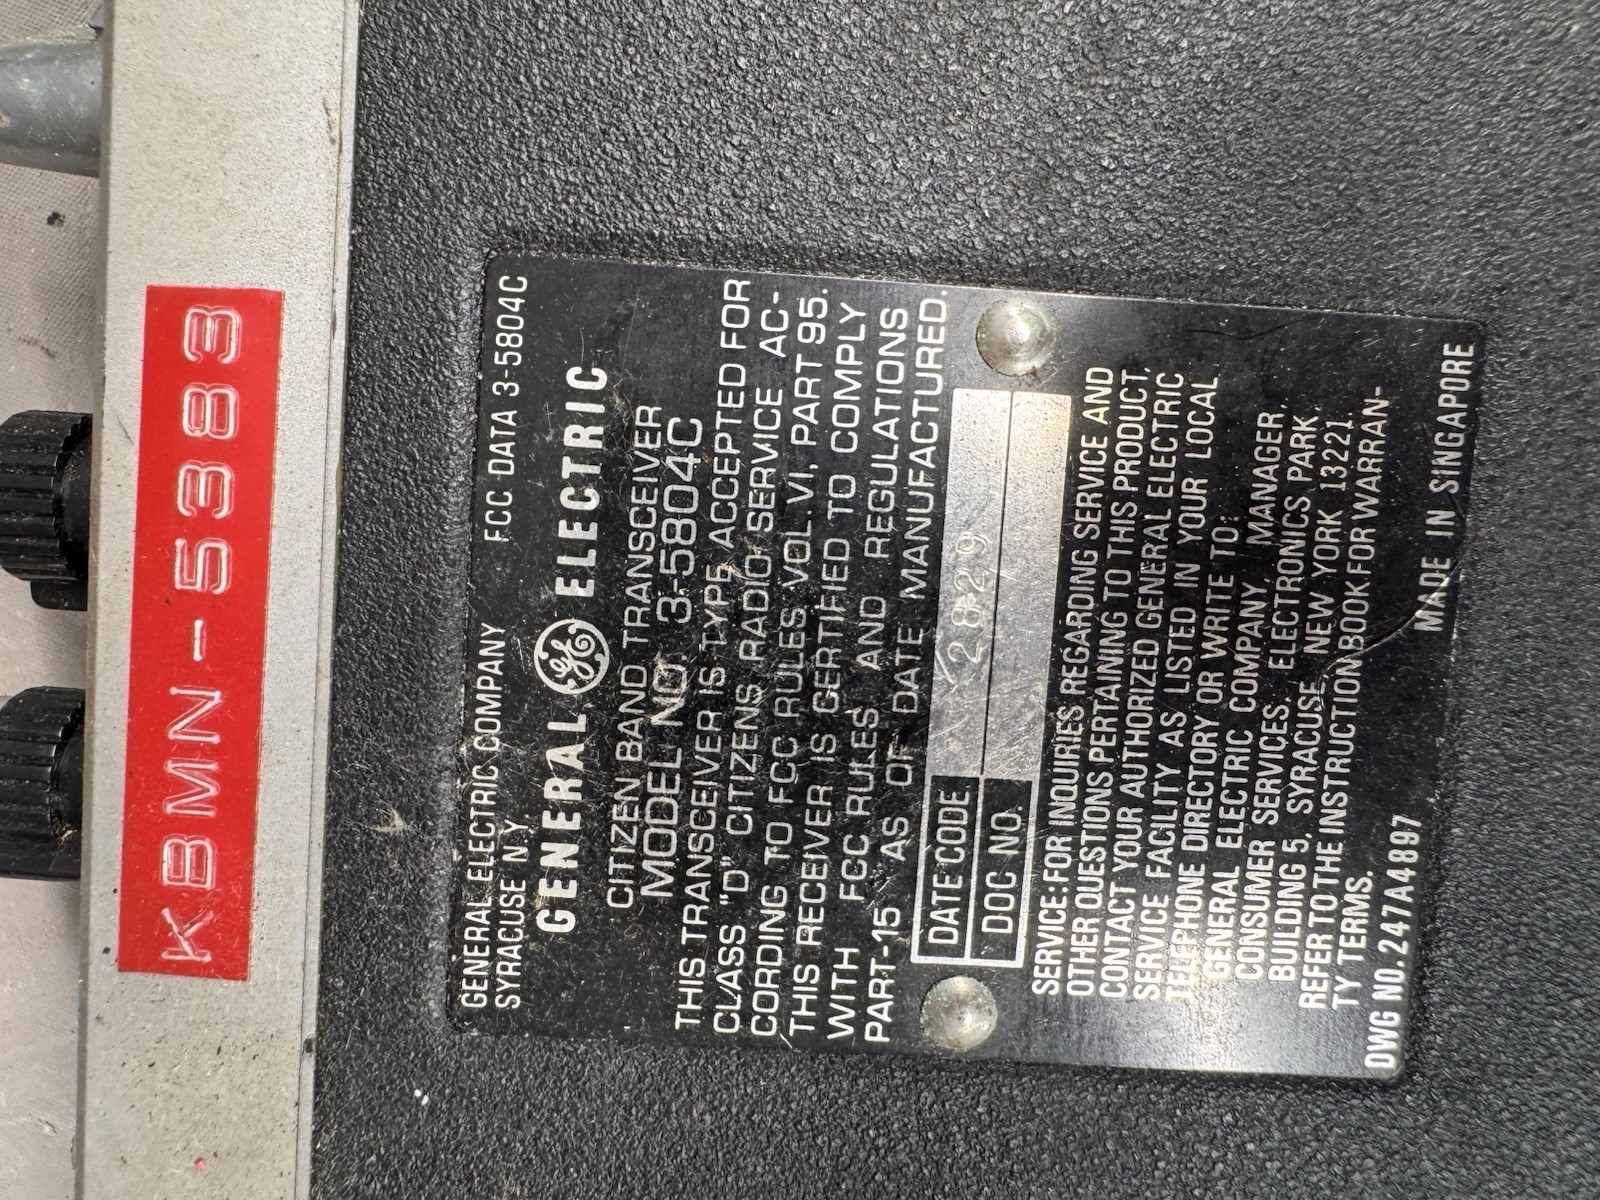 KBMN-5383
GENERAL ELECTRIC COMPANY FCC DATA 3-5804C
SYRACUSE N.Y.
GENERAL GE ELECTRIC
CITIZEN BAND TRANSCEIVER
MODEL NO. 3-5804C
THIS TRANSCEIVER IS TYPE ACCEPTED FOR
CLASS "D" CITIZENS RADIO SERVICE AC-
CORDING TO FCC RULES VOL. VI, PART 95.
THIS RECEIVER IS CERTIFIED TO COMPLY
WITH FCC RULES AND REGULATIONS
PART-15 AS OF DATE MANUFACTURED.
DATE CODE 2829
DOC NO.
SERVICE: FOR INQUIRIES REGARDING SERVICE AND
OTHER QUESTIONS PERTAINING TO THIS PRODUCT,
CONTACT YOUR AUTHORIZED GENERAL ELECTRIC
SERVICE FACILITY AS LISTED IN YOUR LOCAL
TELEPHONE DIRECTORY OR WRITE TO:
GENERAL ELECTRIC COMPANY, MANAGER,
CONSUMER SERVICES, ELECTRONICS PARK,
BUILDING 5, SYRACUSE, NEW YORK 13221.
REFER TO THE INSTRUCTION BOOK FOR WARRAN-
TY TERMS.
DWG NO. 247A4897 MADE IN SINGAPORE